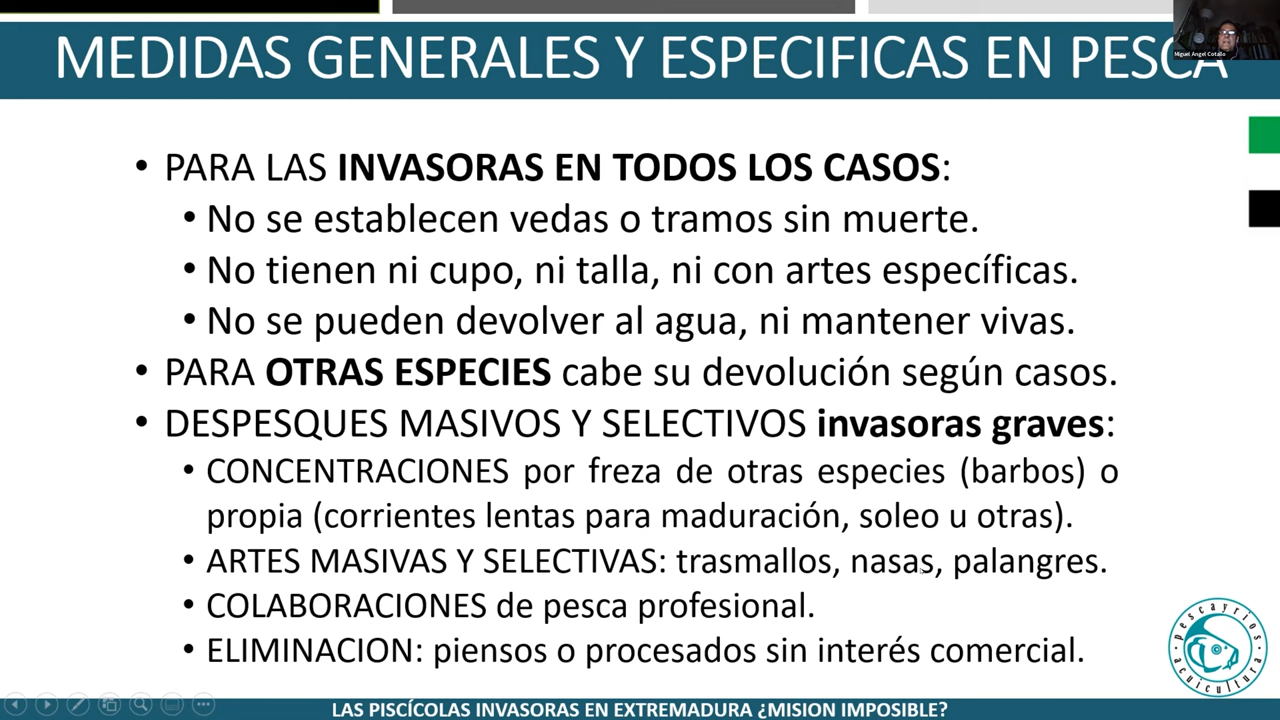 MEDIDAS GENERALES Y ESPECIFICAS EN PESCA
Miguel Angel Cotallo
• PARA LAS INVASORAS EN TODOS LOS CASOS:
• No se establecen vedas o tramos sin muerte.
• No tienen ni cupo, ni talla, ni con artes específicas.
• No se pueden devolver al agua, ni mantener vivas.
• PARA OTRAS ESPECIES cabe su devolución según casos.
• DESPESQUES MASIVOS Y SELECTIVOS invasoras graves:
• CONCENTRACIONES por freza de otras especies (barbos) o
propia (corrientes lentas para maduración, soleo u otras).
• ARTES MASIVAS Y SELECTIVAS: trasmallos, nasas, palangres.
• COLABORACIONES de pesca profesional.
• ELIMINACION: piensos o procesados sin interés comercial.
pescayrios
acuicultura
LAS PISCÍCOLAS INVASORAS EN EXTREMADURA ¿MISION IMPOSIBLE?